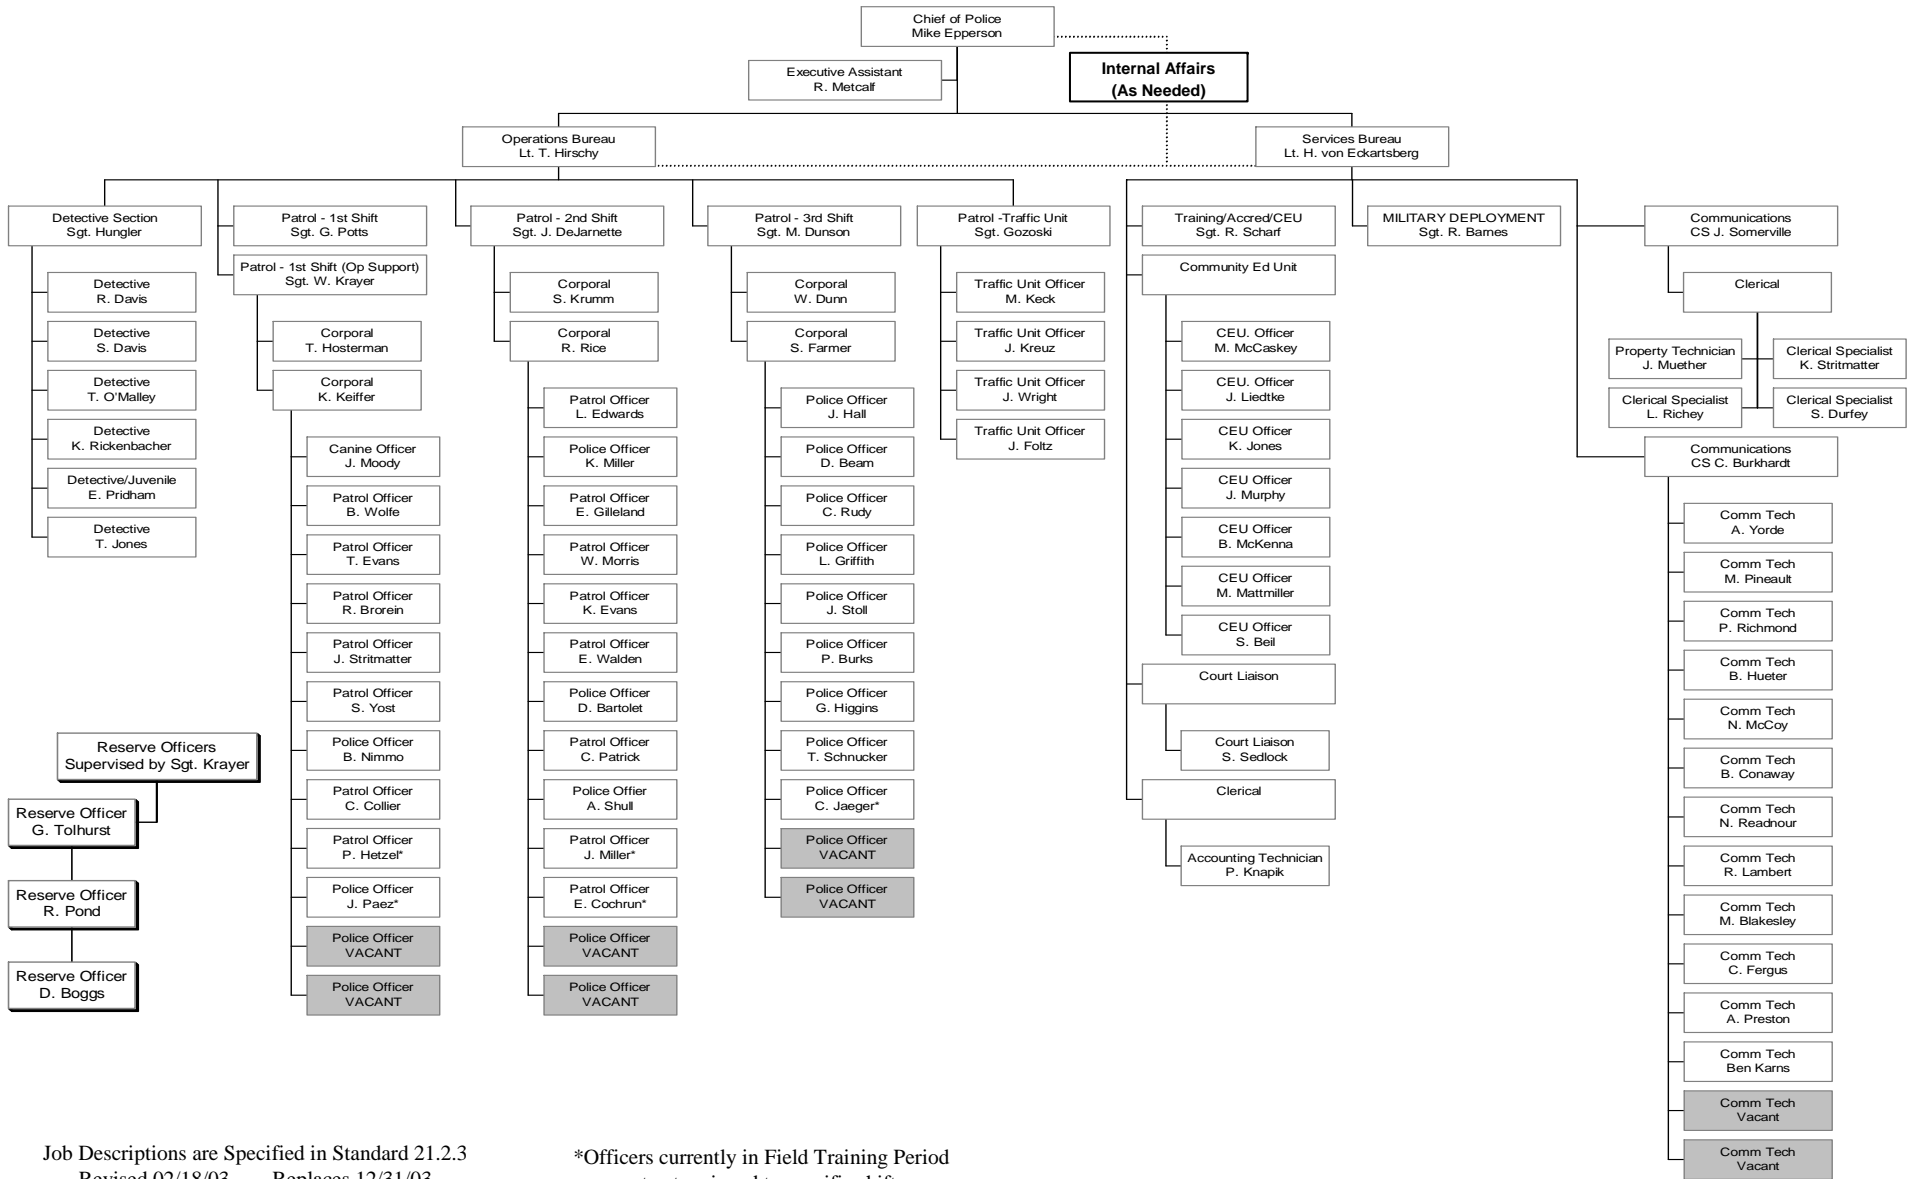 Chief of Police
Mike Epperson
Executive Assistant
R. Metcalf
Internal Affairs
(As Needed)
Operations Bureau
Lt. T. Hirschy
Services Bureau
Lt. H. von Eckartsberg
Detective Section
Sgt. Hungler
Detective
R. Davis
Detective
S. Davis
Detective
T. O'Malley
Detective
K. Rickenbacher
Detective/Juvenile
E. Pridham
Detective
T. Jones
Patrol - 1st Shift
Sgt. G. Potts
Patrol - 1st Shift (Op Support)
Sgt. W. Krayer
Corporal
T. Hosterman
Corporal
K. Keiffer
Canine Officer
J. Moody
Patrol Officer
B. Wolfe
Patrol Officer
T. Evans
Patrol Officer
R. Brorein
Patrol Officer
J. Stritmatter
Patrol Officer
S. Yost
Police Officer
B. Nimmo
Patrol Officer
C. Collier
Patrol Officer
P. Hetzel*
Police Officer
J. Paez*
Police Officer
VACANT
Police Officer
VACANT
Patrol - 2nd Shift
Sgt. J. DeJarnette
Corporal
S. Krumm
Corporal
R. Rice
Patrol Officer
L. Edwards
Police Officer
K. Miller
Patrol Officer
E. Gilleland
Patrol Officer
W. Morris
Patrol Officer
K. Evans
Patrol Officer
E. Walden
Police Officer
D. Bartolet
Patrol Officer
C. Patrick
Police Offier
A. Shull
Patrol Officer
J. Miller*
Patrol Officer
E. Cochrun*
Police Officer
VACANT
Police Officer
VACANT
Patrol - 3rd Shift
Sgt. M. Dunson
Corporal
W. Dunn
Corporal
S. Farmer
Police Officer
J. Hall
Police Officer
D. Beam
Police Officer
C. Rudy
Police Officer
L. Griffith
Police Officer
J. Stoll
Police Officer
P. Burks
Police Officer
G. Higgins
Police Officer
T. Schnucker
Police Officer
C. Jaeger*
Police Officer
VACANT
Police Officer
VACANT
Patrol -Traffic Unit
Sgt. Gozoski
Traffic Unit Officer
M. Keck
Traffic Unit Officer
J. Kreuz
Traffic Unit Officer
J. Wright
Traffic Unit Officer
J. Foltz
Training/Accred/CEU
Sgt. R. Scharf
Community Ed Unit
CEU. Officer
M. McCaskey
CEU. Officer
J. Liedtke
CEU Officer
K. Jones
CEU Officer
J. Murphy
CEU Officer
B. McKenna
CEU Officer
M. Mattmiller
CEU Officer
S. Beil
Court Liaison
Court Liaison
S. Sedlock
Clerical
Accounting Technician
P. Knapik
MILITARY DEPLOYMENT
Sgt. R. Barnes
Communications
CS J. Somerville
Clerical
Property Technician
J. Muether
Clerical Specialist
K. Stritmatter
Clerical Specialist
L. Richey
Clerical Specialist
S. Durfey
Communications
CS C. Burkhardt
Comm Tech
A. Yorde
Comm Tech
M. Pineault
Comm Tech
P. Richmond
Comm Tech
B. Hueter
Comm Tech
N. McCoy
Comm Tech
B. Conaway
Comm Tech
N. Readnour
Comm Tech
R. Lambert
Comm Tech
M. Blakesley
Comm Tech
C. Fergus
Comm Tech
A. Preston
Comm Tech
Ben Karns
Comm Tech
Vacant
Comm Tech
Vacant
Reserve Officers
Supervised by Sgt. Krayer
Reserve Officer
G. Tolhurst
Reserve Officer
R. Pond
Reserve Officer
D. Boggs
Job Descriptions are Specified in Standard 21.2.3
Revised 02/18/03 Replaces 12/31/03
*Officers currently in Field Training Period